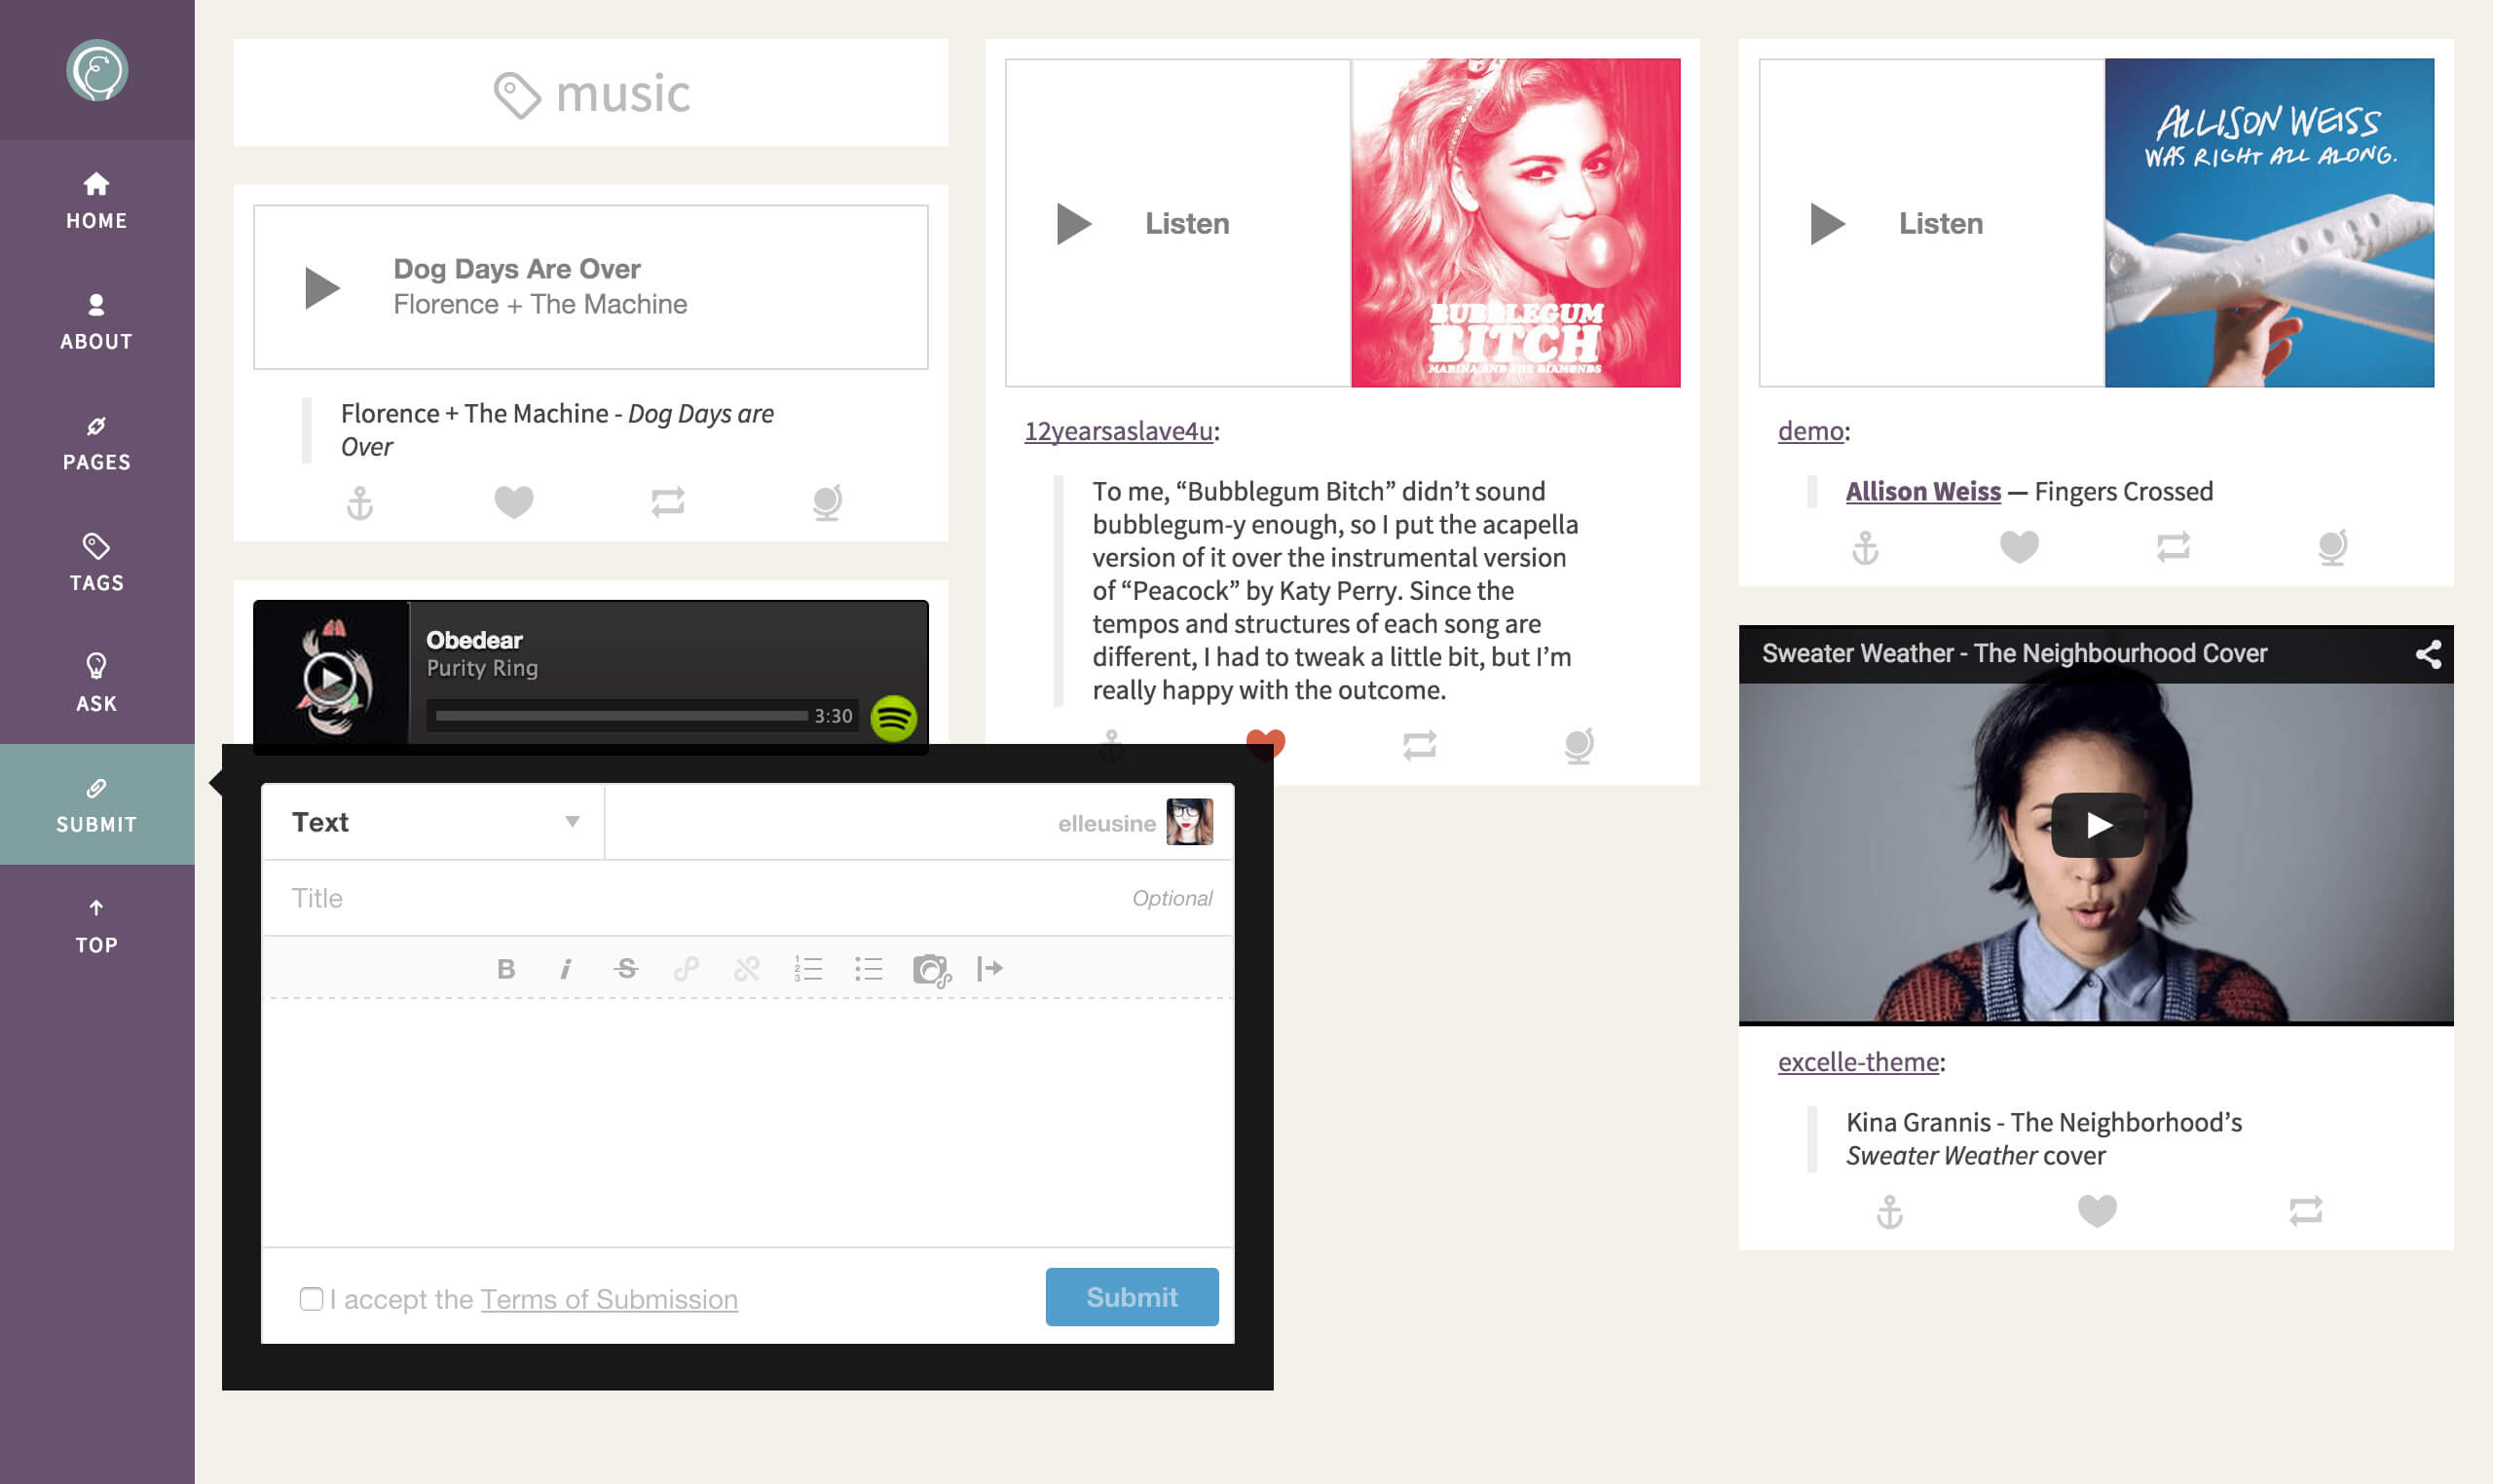 HOME
ABOUT
PAGES
TAGS
ASK
SUBMIT
TOP
music
Dog Days Are Over
Florence + The Machine
Florence + The Machine - Dog Days are
Over
Obedear
Purity Ring
3:30
Text
elleusine
Title
Optional
B i S
1
2
3
I accept the Terms of Submission
Submit
Listen
BUBBLEGUM
BITCH
MARINA AND THE DIAMONDS
12yearsaslave4u:
To me, “Bubblegum Bitch” didn’t sound
bubblegum-y enough, so I put the acapella
version of it over the instrumental version
of “Peacock” by Katy Perry. Since the
tempos and structures of each song are
different, I had to tweak a little bit, but I’m
really happy with the outcome.
Listen
ALLISON WEISS
WAS RIGHT ALL ALONG.
demo:
Allison Weiss — Fingers Crossed
Sweater Weather - The Neighbourhood Cover
excelle-theme:
Kina Grannis - The Neighborhood’s
Sweater Weather cover